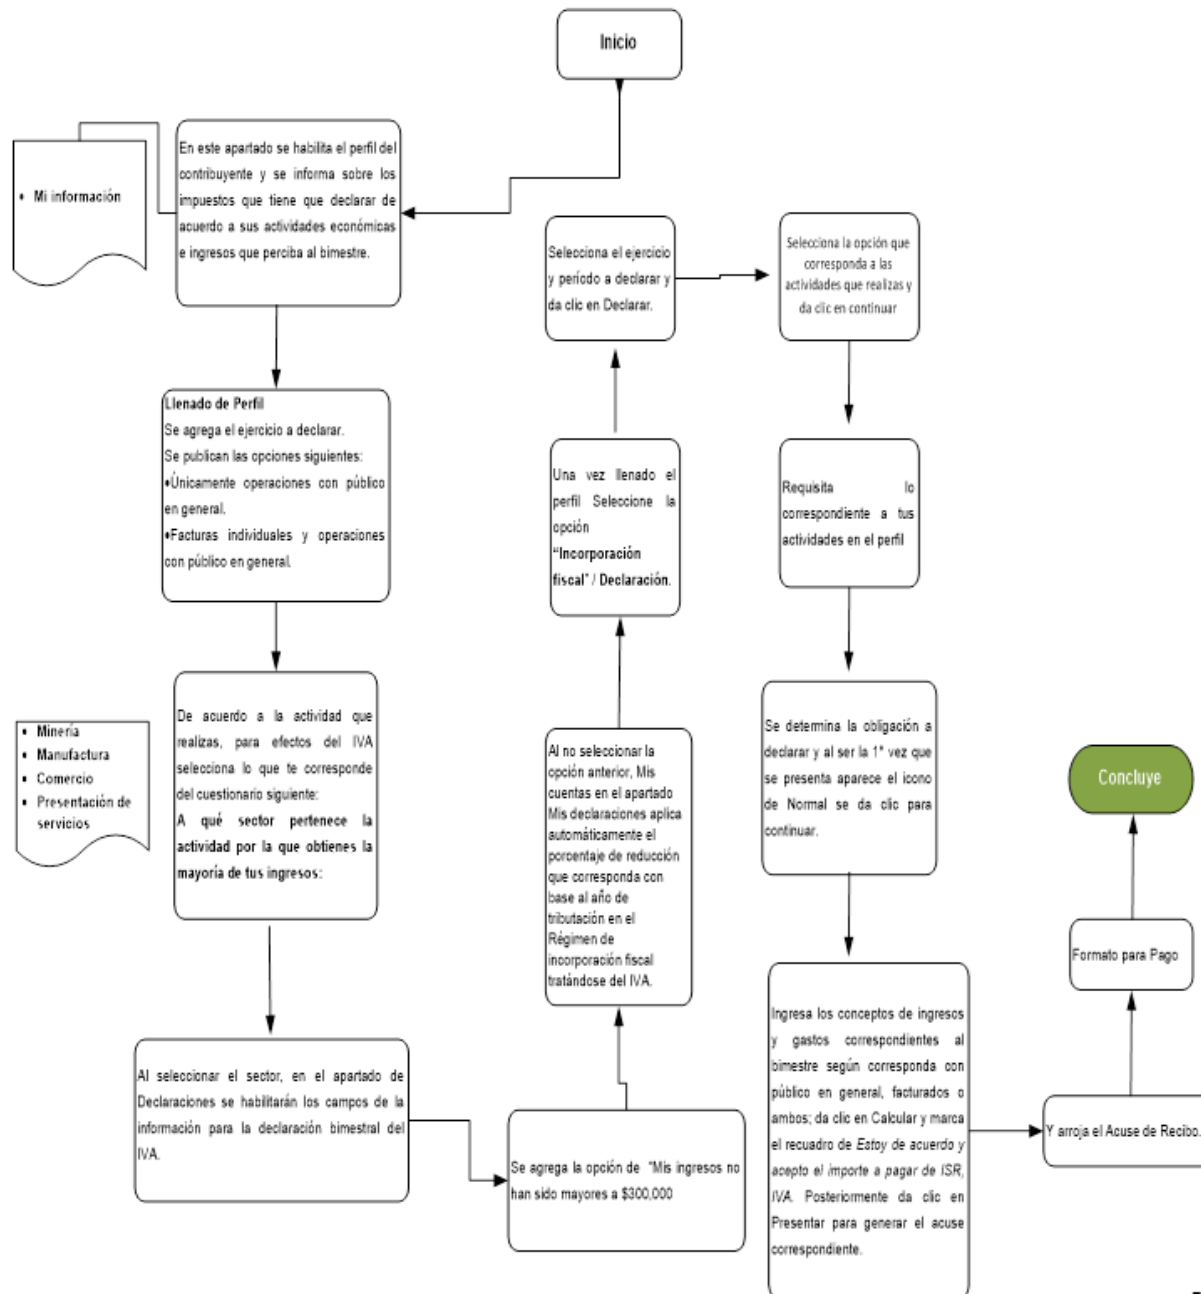 Inicio
• Mi información
En este apartado se habilita el perfil del
contribuyente y se informa sobre los
impuestos que tiene que declarar de
acuerdo a sus actividades económicas
e ingresos que perciba al bimestre.
Llenado de Perfil
Se agrega el ejercicio a declarar.
Se publican las opciones siguientes:
•Únicamente operaciones con público
en general.
•Facturas individuales y operaciones
con público en general.
• Minería
• Manufactura
• Comercio
• Presentación de
servicios
De acuerdo a la actividad que
realizas, para efectos del IVA
selecciona lo que te corresponde
del cuestionario siguiente:
A qué sector pertenece la
actividad por la que obtienes la
mayoría de tus ingresos:
Al seleccionar el sector, en el apartado de
Declaraciones se habilitarán los campos de la
información para la declaración bimestral del
IVA.
Se agrega la opción de "Mis ingresos no
han sido mayores a $300,000
Al no seleccionar la
opción anterior, Mis
cuentas en el apartado
Mis declaraciones aplica
automáticamente el
porcentaje de reducción
que corresponda con
base al año de
tributación en el
Régimen de
incorporación fiscal
tratándose del IVA.
Una vez llenado el
perfil Seleccione la
opción
"Incorporación
fiscal" / Declaración.
Selecciona el ejercicio
y período a declarar y
da clic en Declarar.
Selecciona la opción que
corresponda a las
actividades que realizas y
da clic en continuar
Requisita lo
correspondiente a tus
actividades en el perfil
Se determina la obligación a
declarar y al ser la 1ª vez que
se presenta aparece el icono
de Normal se da clic para
continuar.
Ingresa los conceptos de ingresos
y gastos correspondientes al
bimestre según corresponda con
público en general, facturados o
ambos; da clic en Calcular y marca
el recuadro de Estoy de acuerdo y
acepto el importe a pagar de ISR,
IVA. Posteriormente da clic en
Presentar para generar el acuse
correspondiente.
Y arroja el Acuse de Recibo.
Formato para Pago
Concluye